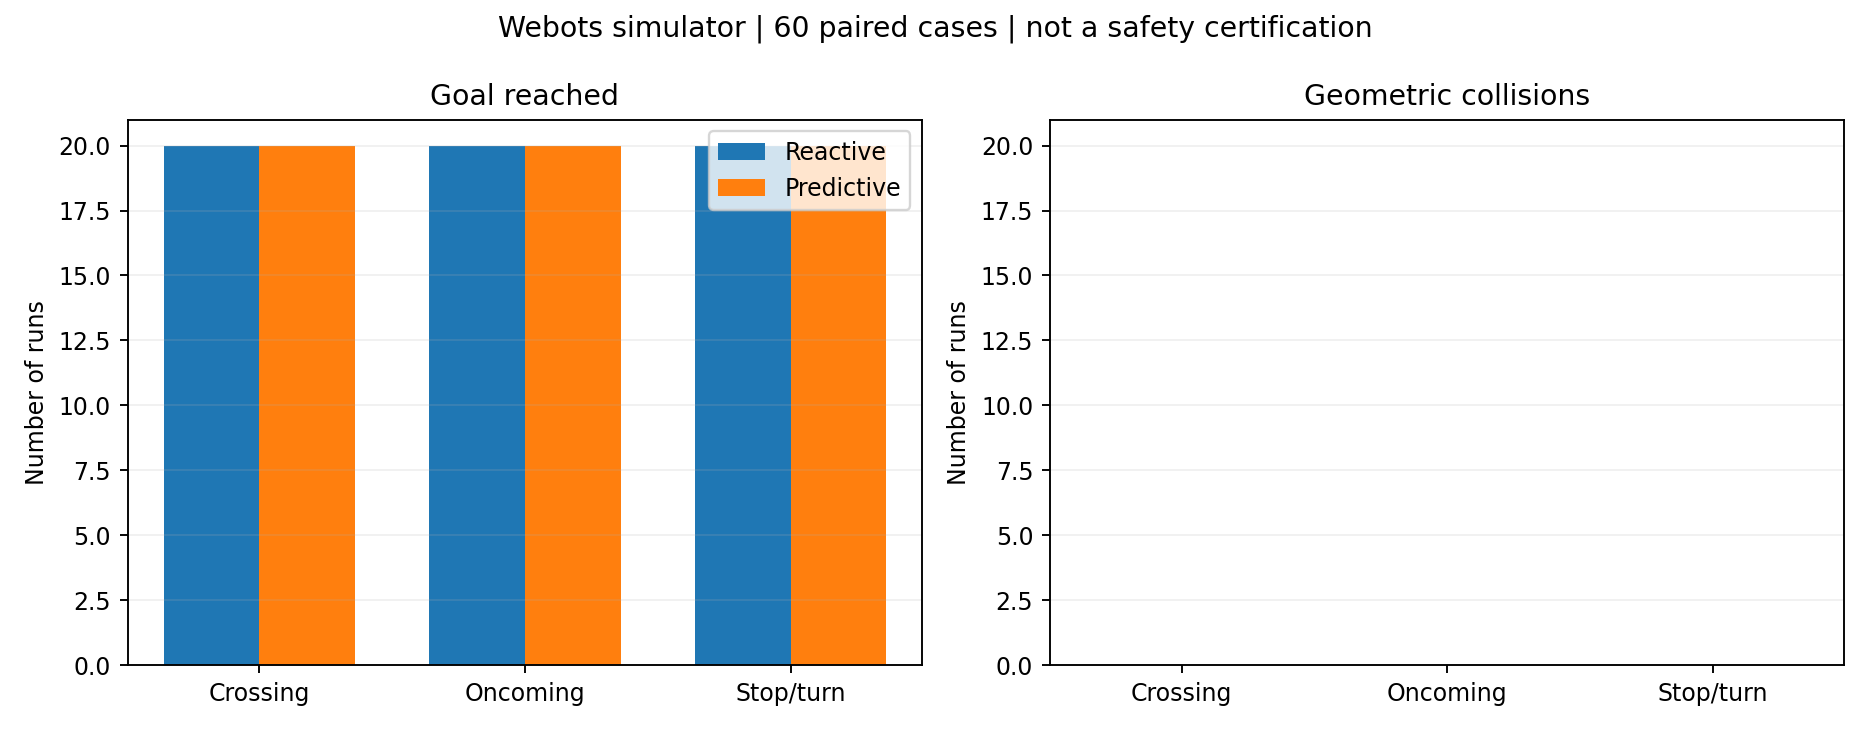 Webots simulator | 60 paired cases | not a safety certification
Goal reached
20.0
17.5
15.0
12.5
10.0
7.5
5.0
2.5
0.0
Number of runs
Crossing
Oncoming
Stop/turn
Reactive
Predictive
Geometric collisions
20.0
17.5
15.0
12.5
10.0
7.5
5.0
2.5
0.0
Number of runs
Crossing
Oncoming
Stop/turn